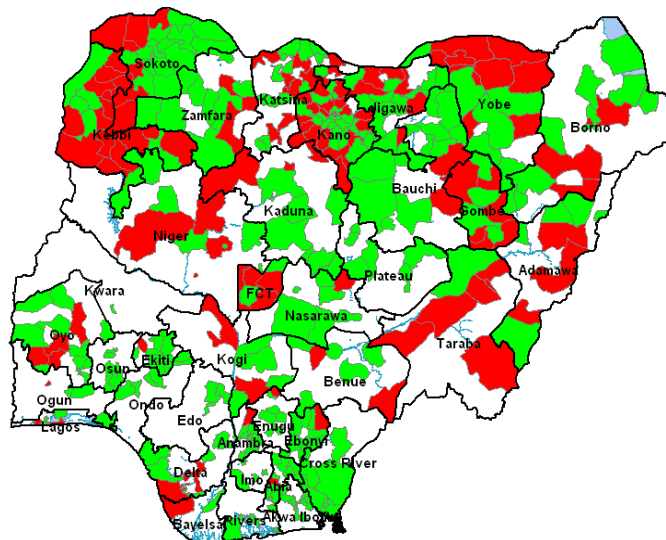 Sokoto
Katsina
Jigawa
Yobe
Zamfara
Kano
Borno
Kebbi
Bauchi
Kaduna
Gombe
Niger
Adamawa
Plateau
FCT
Kwara
Nasarawa
Oyo
Taraba
Kogi
Ekiti
Osun
Benue
Ogun
Ondo
Edo
Enugu
Lagos
Anambra
Ebonyi
Cross River
Delta
Imo
Abia
Bayelsa
Rivers
Akwa Ibom